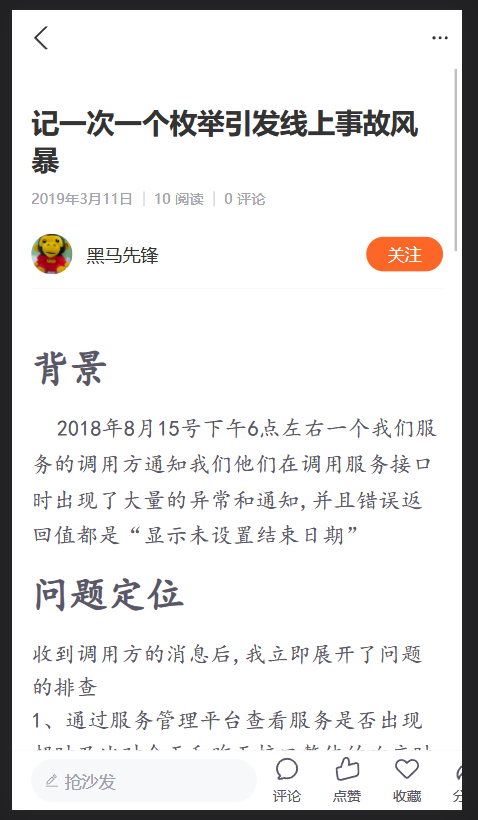 记一次一个枚举引发线上事故风
暴
2019年3月11日 | 10 阅读 | 0 评论
黑马先锋
关注
背景
2018年8月15号下午6点左右一个我们服
务的调用方通知我们他们在调用服务接口
时出现了大量的异常和通知,并且错误返
回值都是“显示未设置结束日期”
问题定位
收到调用方的消息后,我立即展开了问题
的排查
1、通过服务管理平台查看服务是否出现
抢沙发
评论 点赞 收藏